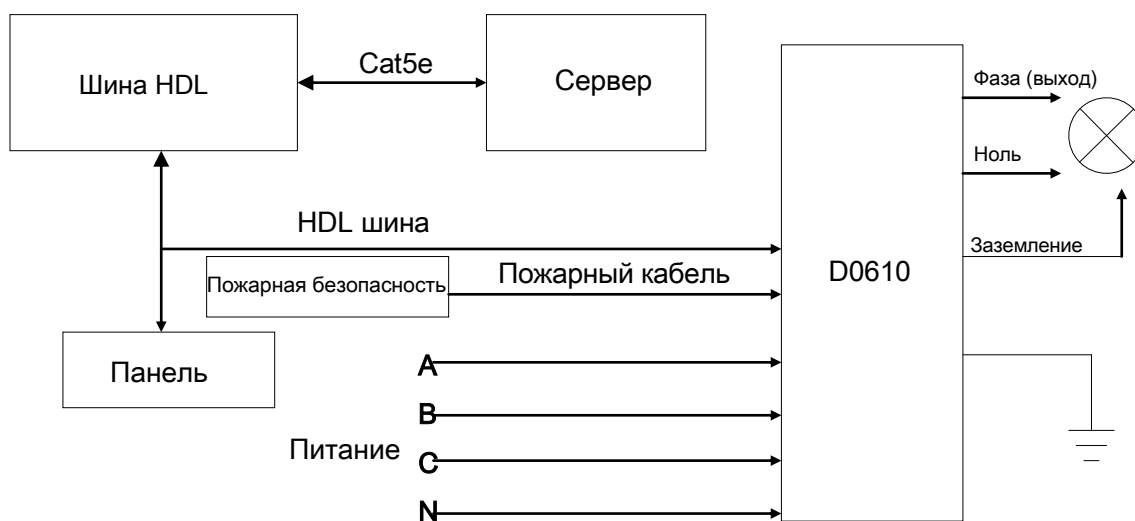 Шина HDL
Cat5e
Сервер
Фаза (выход)
Ноль
HDL шина
Заземление
Пожарная безопасность
Пожарный кабель
D0610
Панель
A
B
Питание
C
N